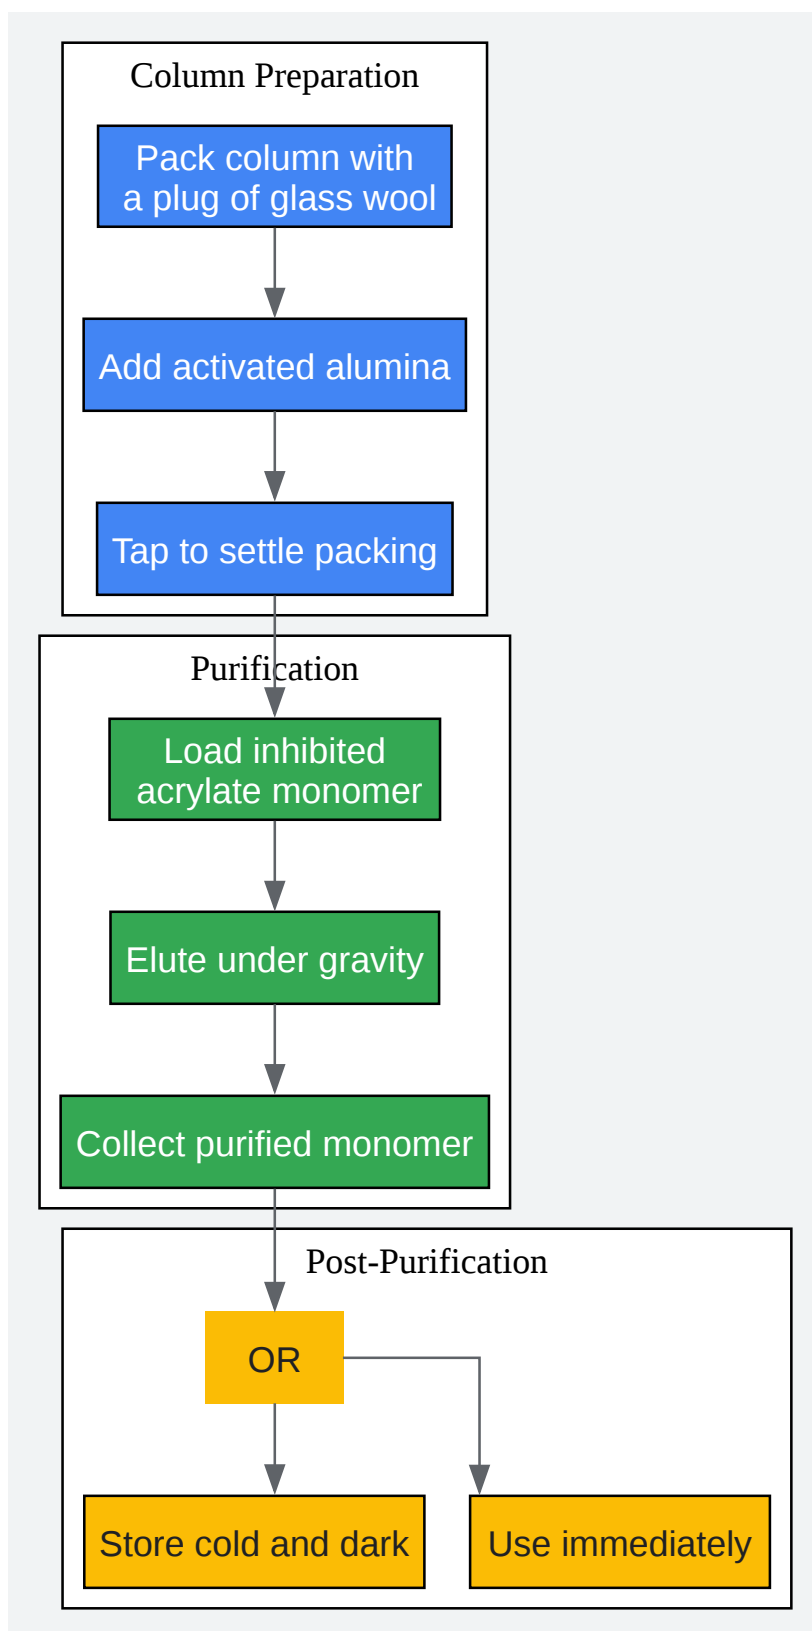 Column Preparation
Pack column with
a plug of glass wool
Add activated alumina
Tap to settle packing
Purification
Load inhibited
acrylate monomer
Elute under gravity
Collect purified monomer
Post-Purification
OR
Store cold and dark
Use immediately